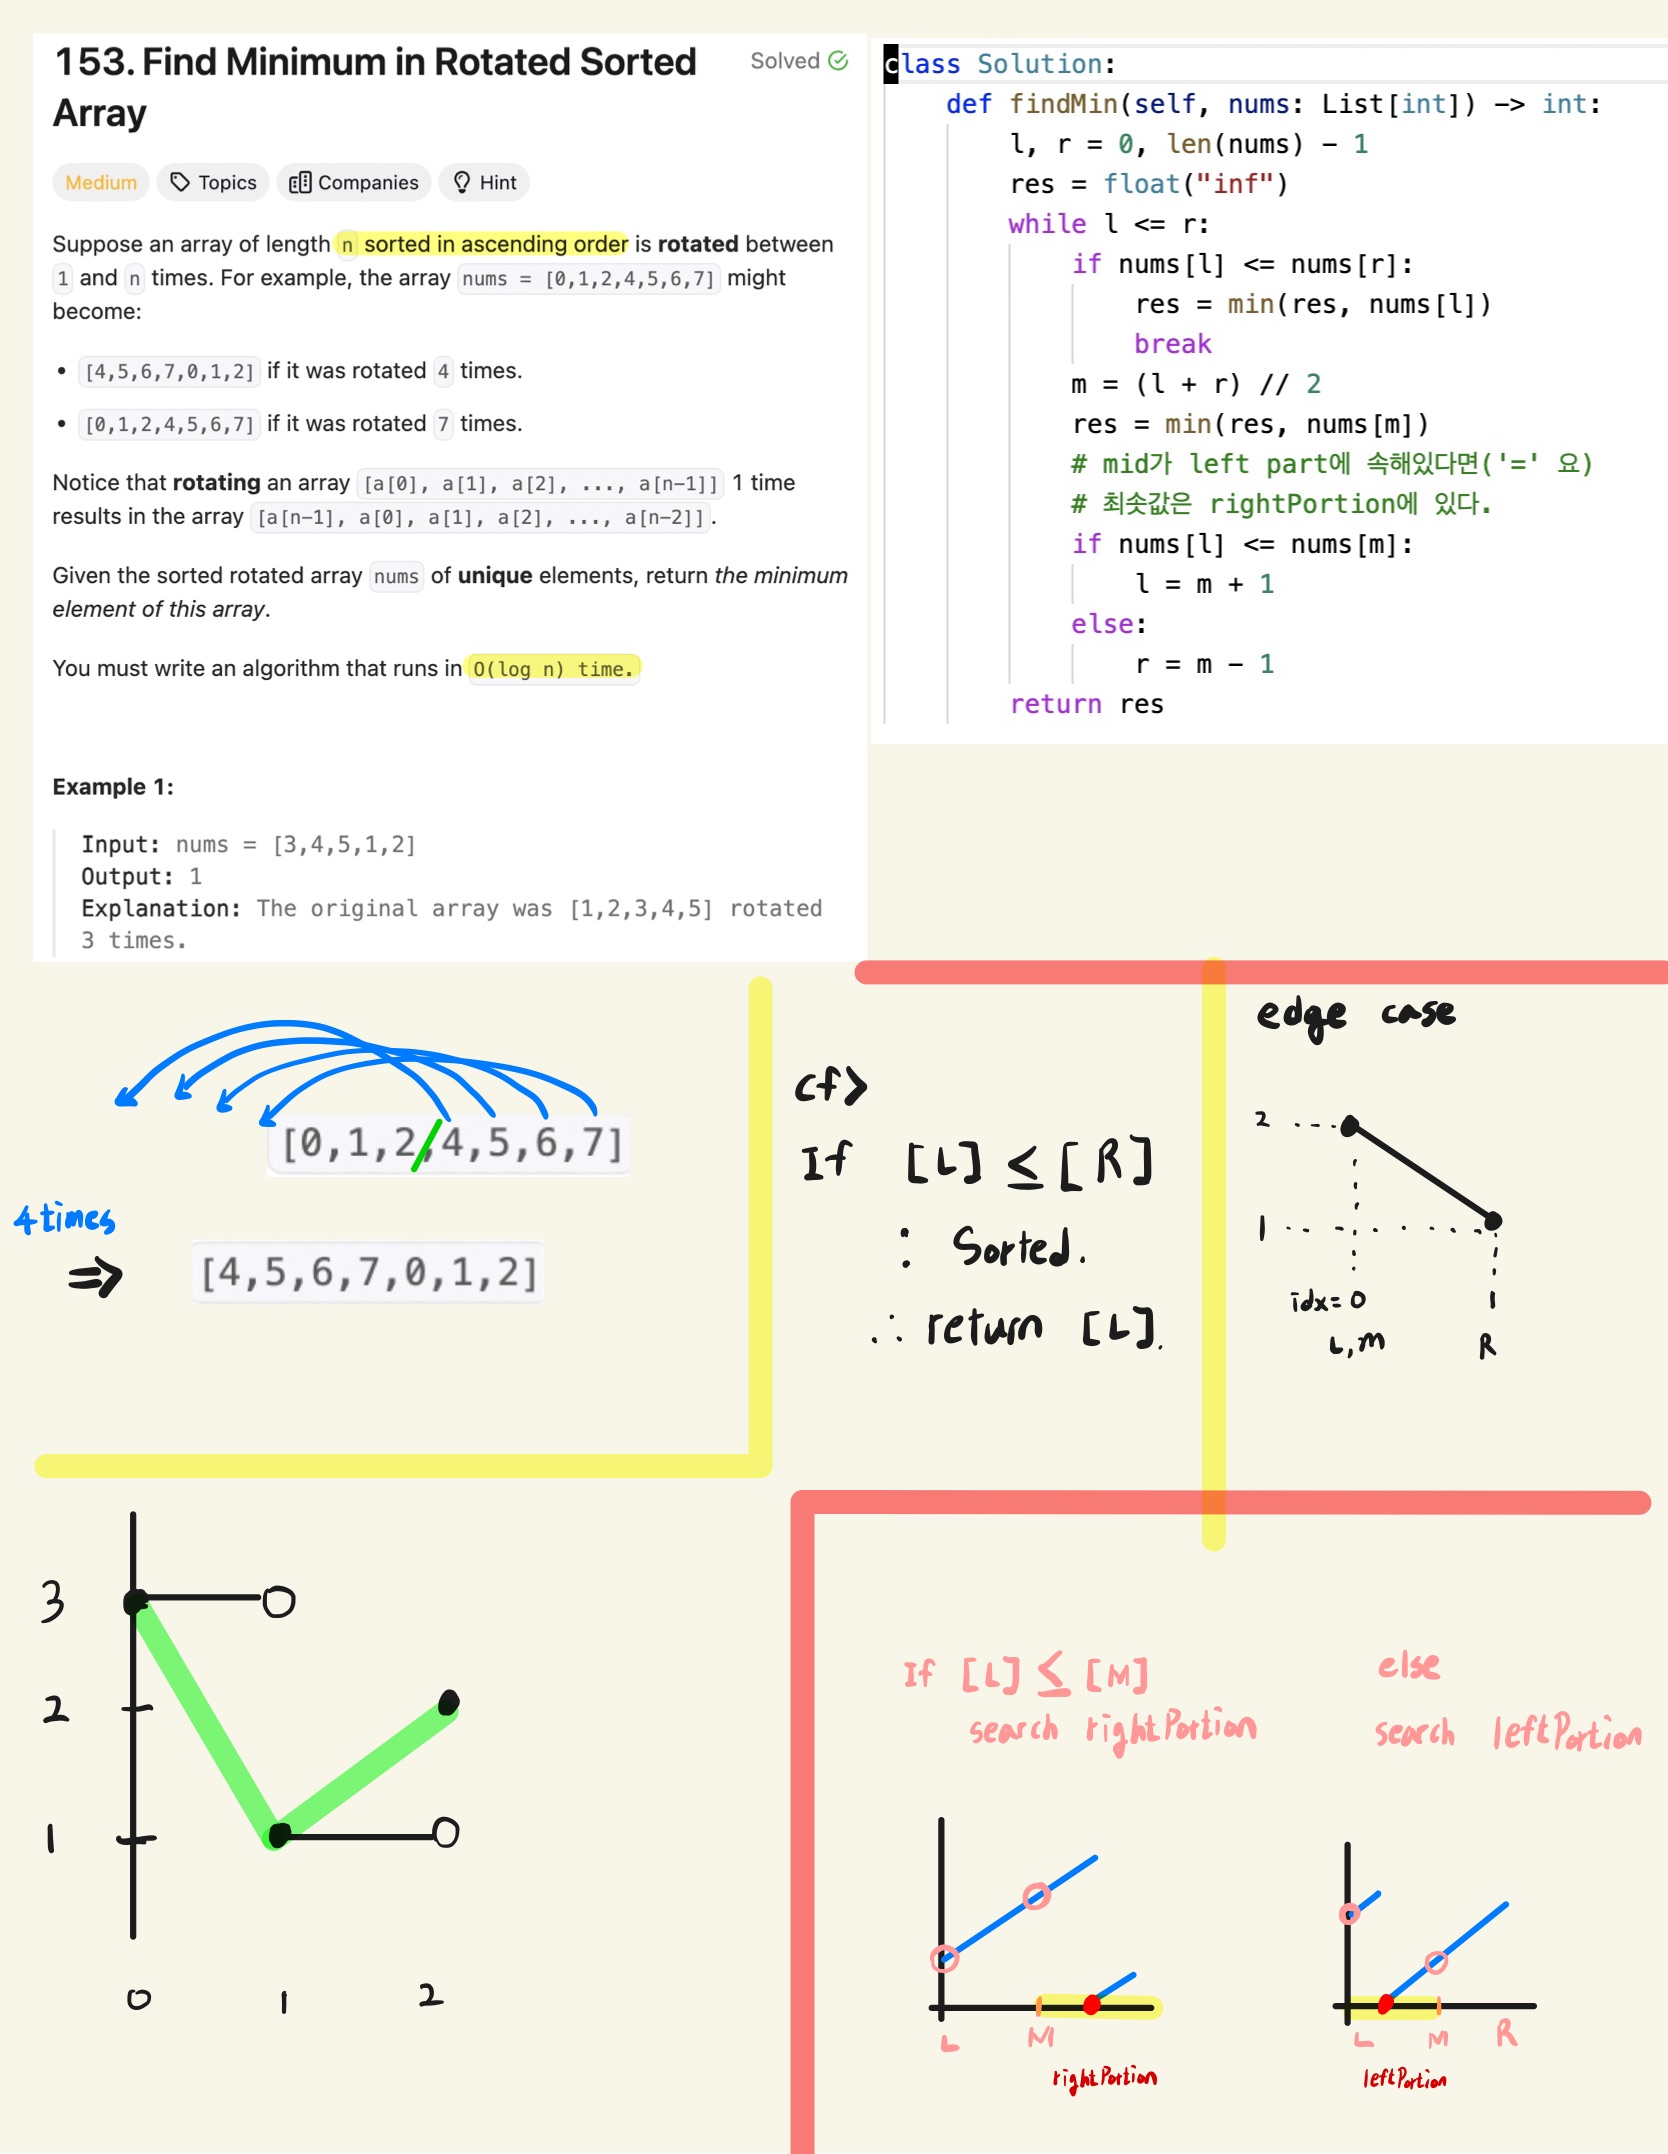 153. Find Minimum in Rotated Sorted
Array
Solved
Medium Topics Companies Hint
Suppose an array of length n sorted in ascending order is rotated between
1 and n times. For example, the array nums = [0,1,2,4,5,6,7] might
become:
• [4,5,6,7,0,1,2] if it was rotated 4 times.
• [0,1,2,4,5,6,7] if it was rotated 7 times.
Notice that rotating an array [a[0], a[1], a[2], ..., a[n-1]] 1 time
results in the array [a[n-1], a[0], a[1], a[2], ..., a[n-2]].
Given the sorted rotated array nums of unique elements, return the minimum
element of this array.
You must write an algorithm that runs in O(log n) time.
Example 1:
Input: nums = [3,4,5,1,2]
Output: 1
Explanation: The original array was [1,2,3,4,5] rotated
3 times.
class Solution:
def findMin(self, nums: List[int]) -> int:
l, r = 0, len(nums) - 1
res = float("inf")
while l <= r:
if nums[l] <= nums[r]:
res = min(res, nums[l])
break
m = (l + r) // 2
res = min(res, nums[m])
# mid가 left part에 속해있다면('=' 요)
# 최솟값은 rightPortion에 있다.
if nums[l] <= nums[m]:
l = m + 1
else:
r = m - 1
return res
[0,1,2,4,5,6,7]
4 times
⇒ [4,5,6,7,0,1,2]
cf>
If [L] ≤ [R]
: Sorted.
∴ return [L].
edge case
2
1
idx= 0 1
L, m R
3
2
1
0 1 2
If [L] ≤ [M]
search rightPortion
else
search leftPortion
L M
rightPortion
L M R
leftPortion